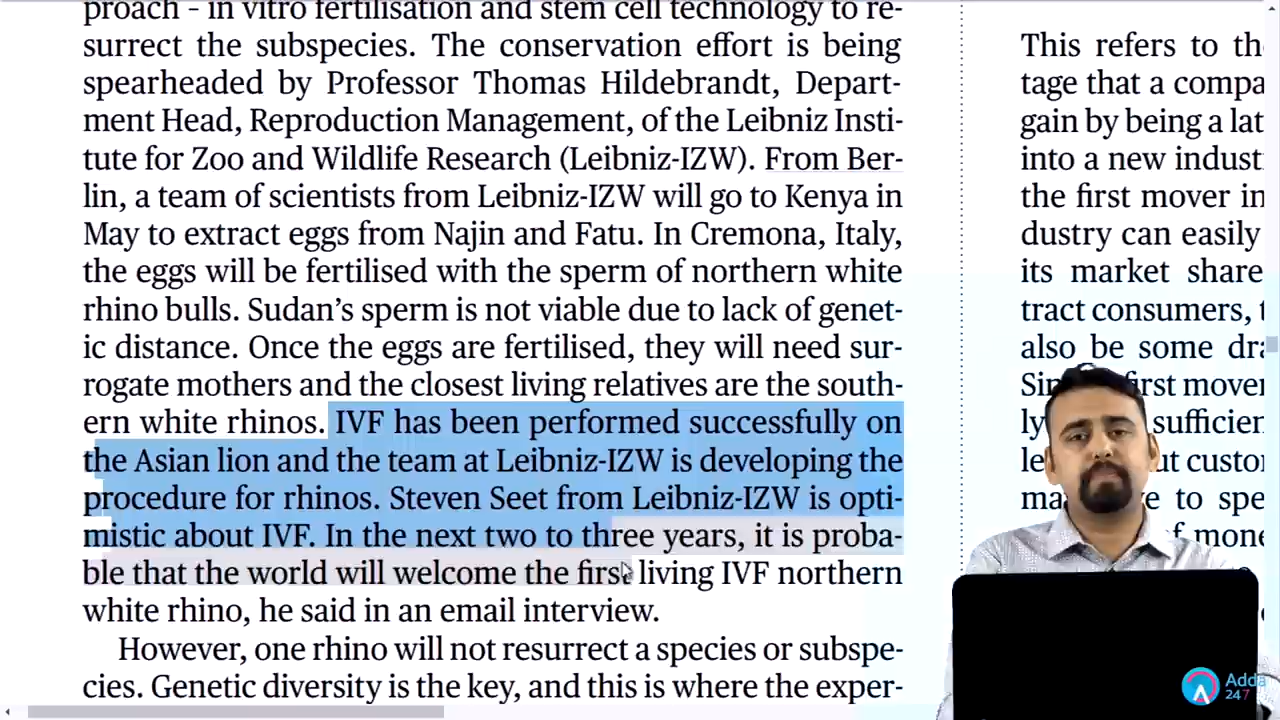 proach - in vitro fertilisation and stem cell technology to re-
surrect the subspecies. The conservation effort is being
spearheaded by Professor Thomas Hildebrandt, Depart-
ment Head, Reproduction Management, of the Leibniz Insti-
tute for Zoo and Wildlife Research (Leibniz-IZW). From Ber-
lin, a team of scientists from Leibniz-IZW will go to Kenya in
May to extract eggs from Najin and Fatu. In Cremona, Italy,
the eggs will be fertilised with the sperm of northern white
rhino bulls. Sudan's sperm is not viable due to lack of genet-
ic distance. Once the eggs are fertilised, they will need sur-
rogate mothers and the closest living relatives are the south-
ern white rhinos. IVF has been performed successfully on
the Asian lion and the team at Leibniz-IZW is developing the
procedure for rhinos. Steven Seet from Leibniz-IZW is opti-
mistic about IVF. In the next two to three years, it is proba-
ble that the world will welcome the first living IVF northern
white rhino, he said in an email interview.
However, one rhino will not resurrect a species or subspe-
cies. Genetic diversity is the key, and this is where the exper-
This refers to
tage that a
gain by being a
into a new
the first mover in
dustry can easily
its market share
tract consumers,
also be some
first
sufficien
to
of
Adda
247